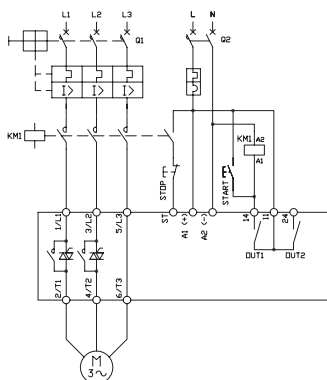 L1 L2 L3 L N
Q1 Q2
I> I> I>
KM1
KM1 A2
A1
STOP START
1/L1 3/L2 5/L3 ST A1 (+) A2 (-) 14 11 24
OUT1 OUT2
2/T1 4/T2 6/T3
M
3~